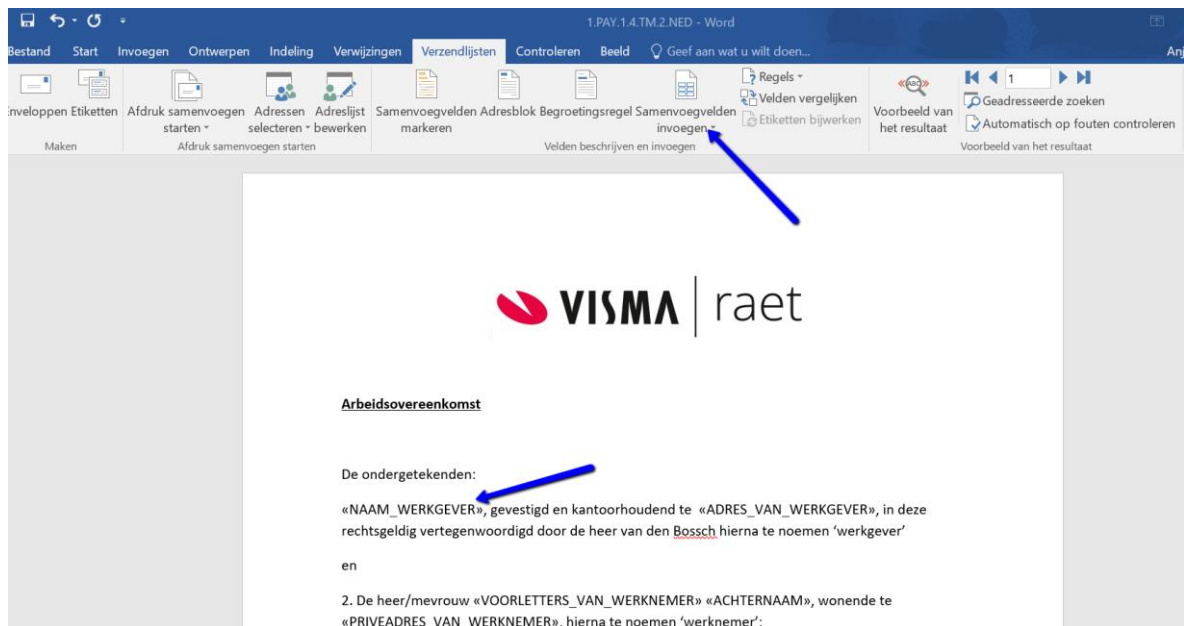 1.PAY.1.4.TM.2.NED - Word
Bestand Start Invoegen Ontwerpen Indeling Verwijzingen Verzendlijsten Controleren Beeld Geef aan wat u wilt doen...
Etiketten
Afdruk samenvoegen starten
Adressen selecteren
Adreslijst bewerken
Samenvoegvelden markeren
Adresblok
Begroetingsregel
Samenvoegvelden invoegen
Regels
Velden vergelijken
Etiketten bijwerken
Voorbeeld van het resultaat
1
Geadresseerde zoeken
Automatisch op fouten controleren
Maken
Afdruk samenvoegen starten
Velden beschrijven en invoegen
Voorbeeld van het resultaat
VISMA raet
Arbeidsovereenkomst
De ondergetekenden:
«NAAM_WERKGEVER», gevestigd en kantoorhoudend te «ADRES_VAN_WERKGEVER», in deze
rechtsgeldig vertegenwoordigd door de heer van den Bossch hierna te noemen ‘werkgever’
en
2. De heer/mevrouw «VOORLETTERS_VAN_WERKNEMER» «ACHTERNAAM», wonende te
«PRIVEADRES_VAN_WERKNEMER», hierna te noemen ‘werknemer’;